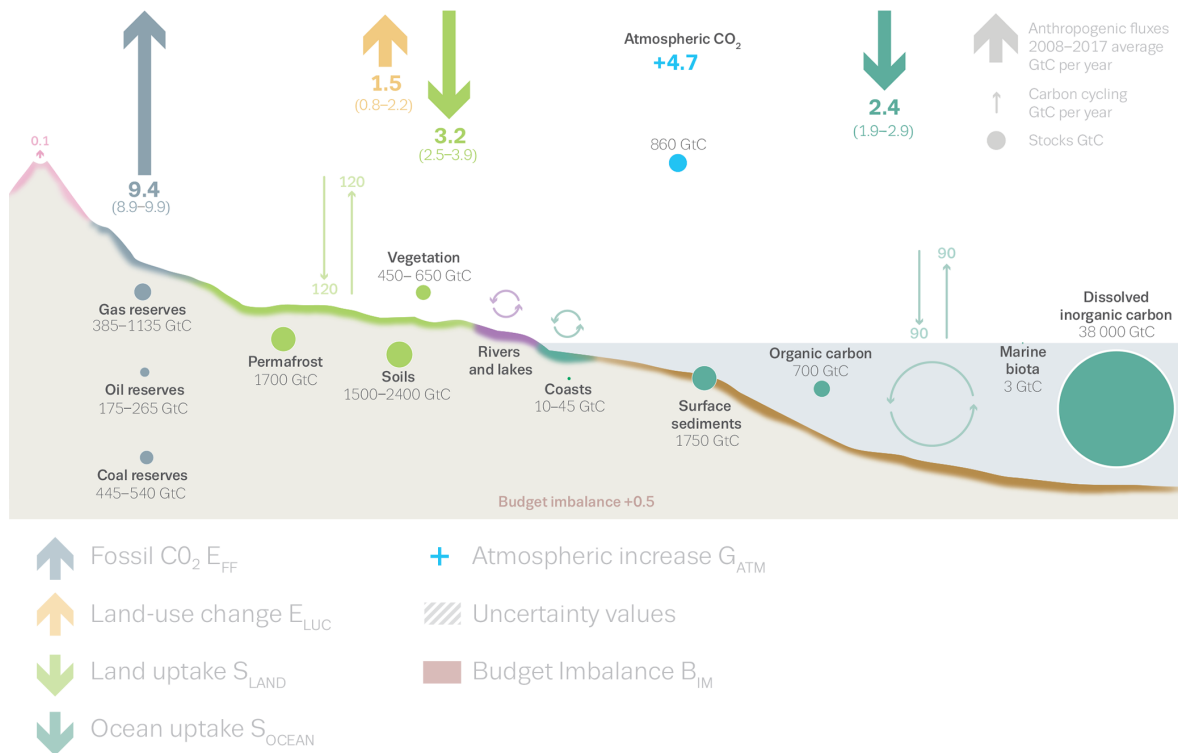 Atmospheric CO₂
+4.7
860 GtC
Anthropogenic fluxes
2008–2017 average
GtC per year
Carbon cycling
GtC per year
Stocks GtC
0.1
9.4
(8.9–9.9)
1.5
(0.8–2.2)
3.2
(2.5–3.9)
2.4
(1.9–2.9)
120
120
90
90
Vegetation
450– 650 GtC
Gas reserves
385–1135 GtC
Permafrost
1700 GtC
Soils
1500–2400 GtC
Rivers
and lakes
Coasts
10–45 GtC
Surface
sediments
1750 GtC
Organic carbon
700 GtC
Marine
biota
3 GtC
Dissolved
inorganic carbon
38 000 GtC
Oil reserves
175–265 GtC
Coal reserves
445–540 GtC
Budget imbalance +0.5
Fossil C0₂ E_FF
Land-use change E_LUC
Land uptake S_LAND
Ocean uptake S_OCEAN
+ Atmospheric increase G_ATM
Uncertainty values
Budget Imbalance B_IM